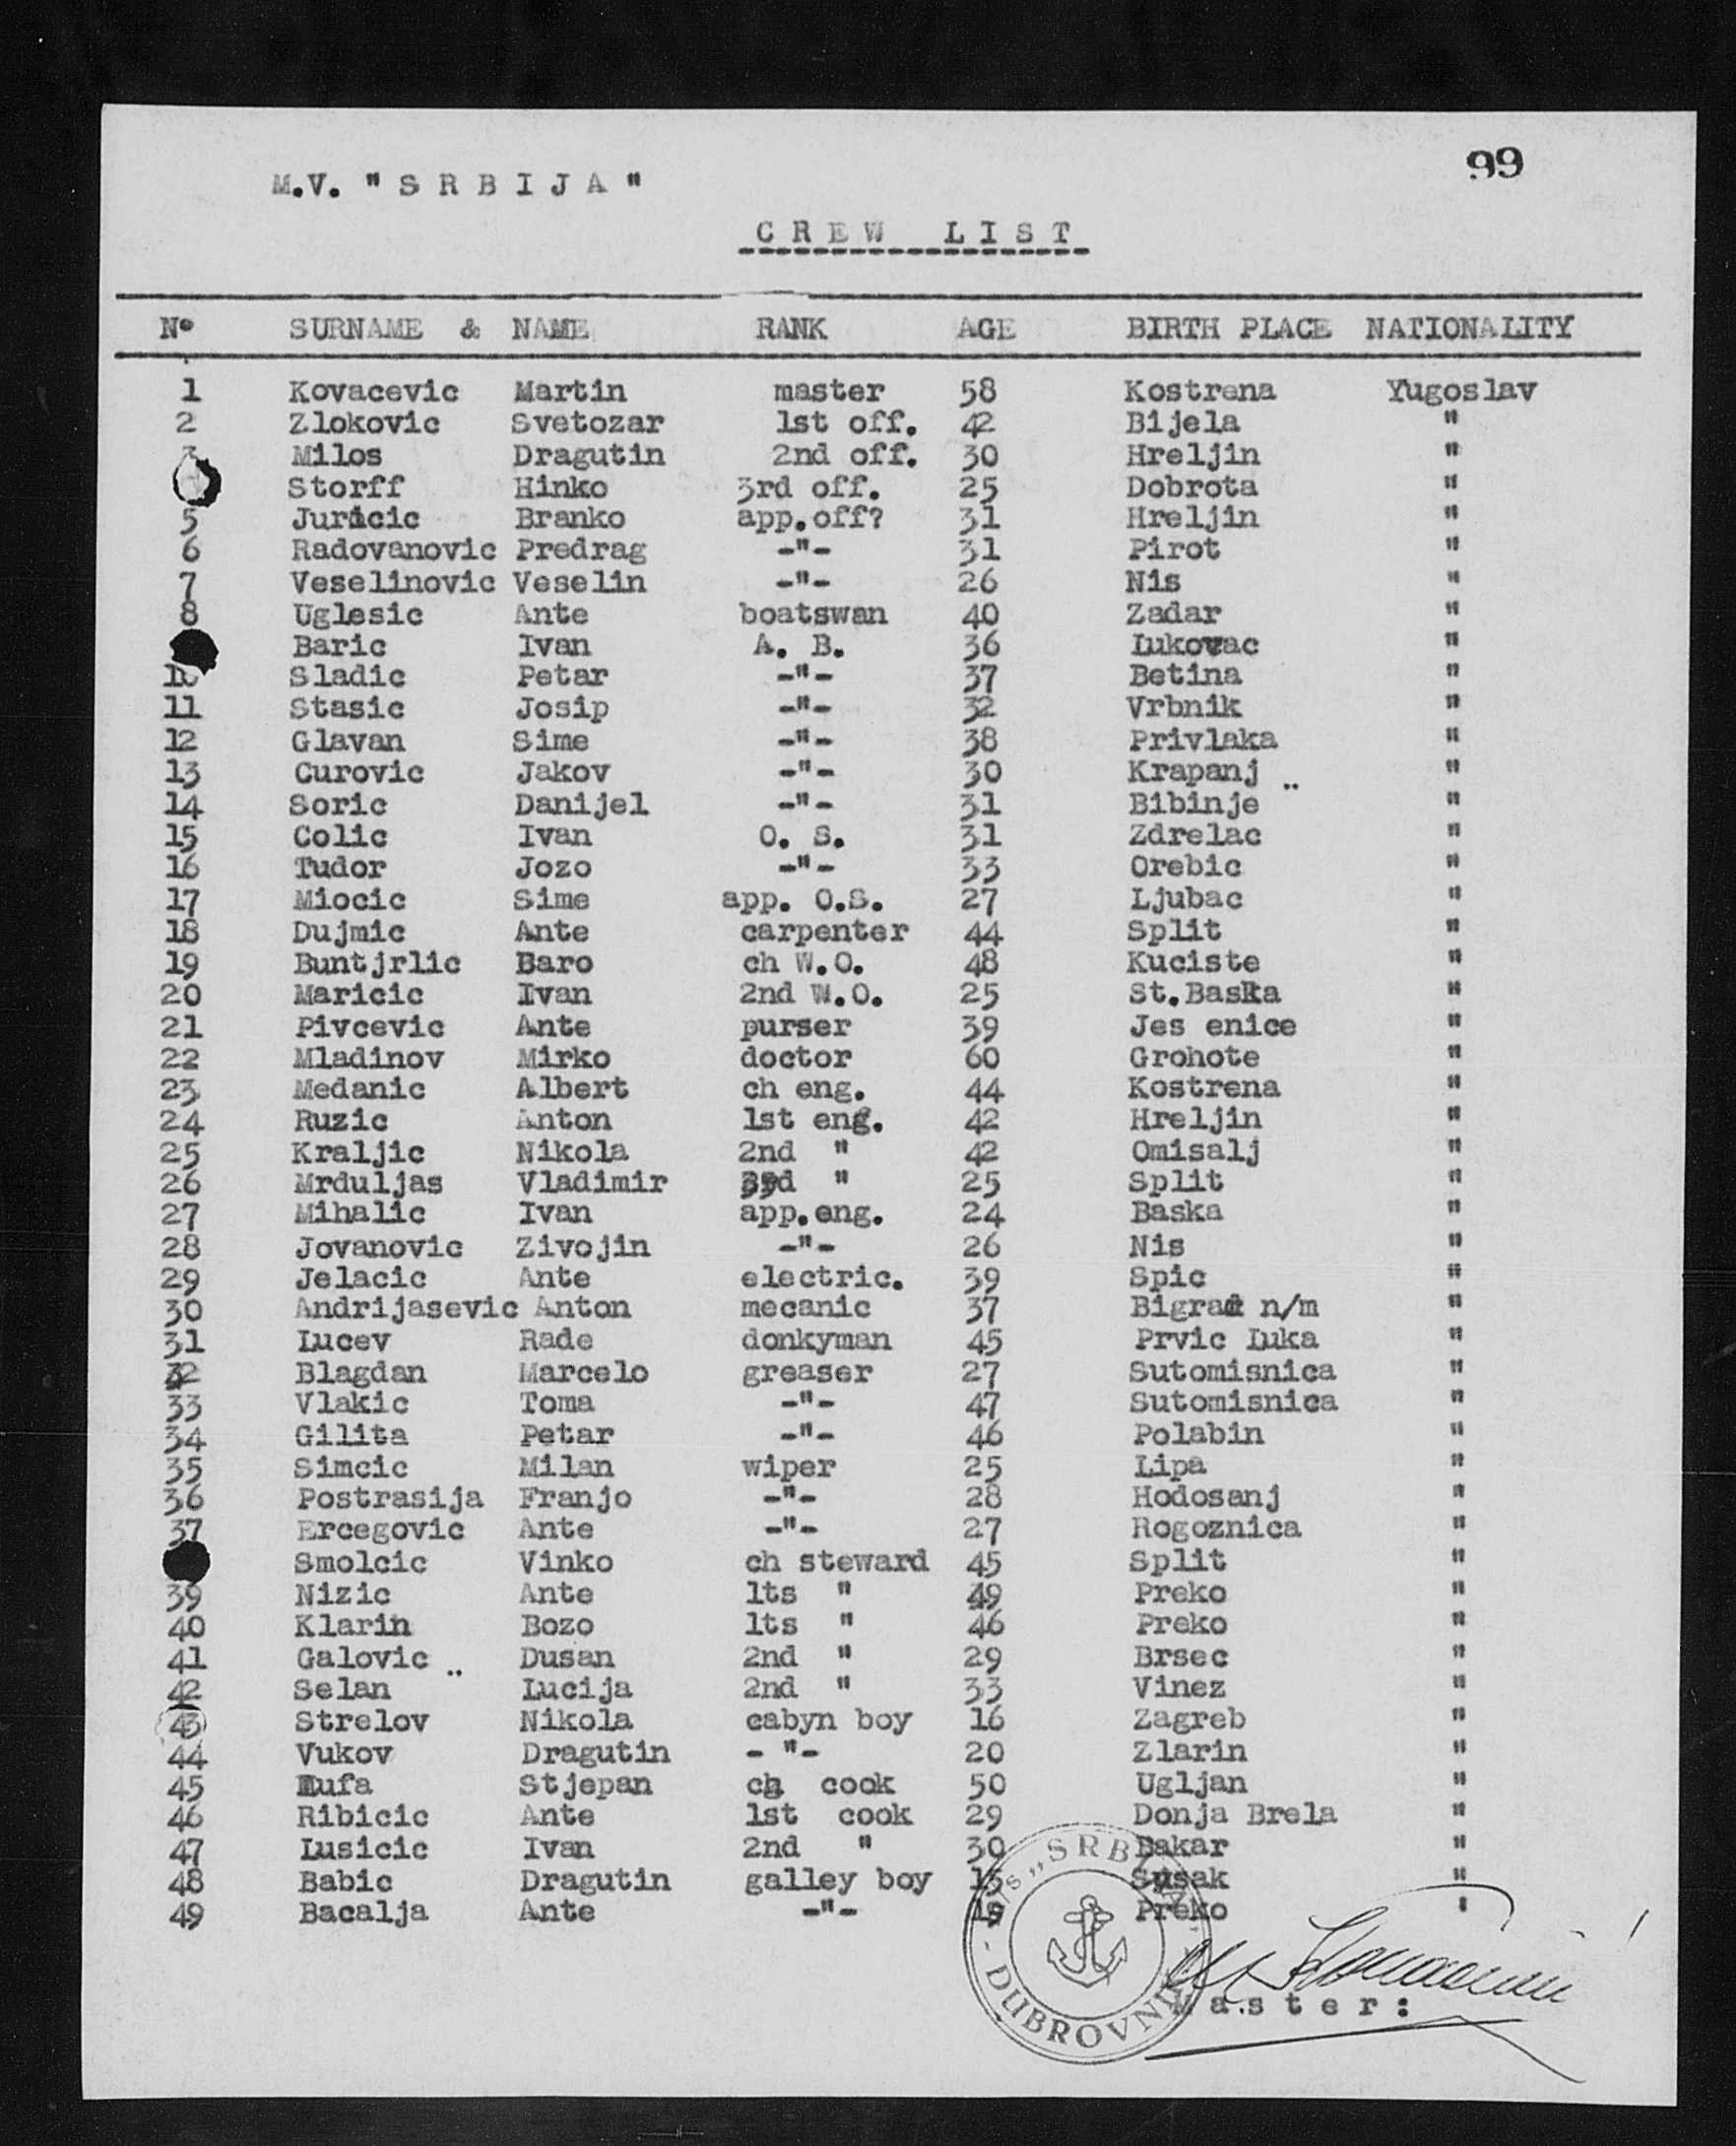 99
M.V. "S R B I J A"
C R E W   L I S T
Nº SURNAME & NAME RANK AGE BIRTH PLACE NATIONALITY
1 Kovacevic Martin master 58 Kostrena Yugoslav
2 Zlokovic Svetozar 1st off. 42 Bijela "
3 Milos Dragutin 2nd off. 30 Hreljin "
Storff Hinko 3rd off. 25 Dobrota "
5 Juricic Branko app.off? 31 Hreljin "
6 Radovanovic Predrag -"- 31 Pirot "
7 Veselinovic Veselin -"- 26 Nis "
8 Uglesic Ante boatswan 40 Zadar "
Baric Ivan A. B. 36 Lukovac "
10 Sladic Petar -"- 37 Betina "
11 Stasic Josip -"- 32 Vrbnik "
12 Glavan Sime -"- 38 Privlaka "
13 Curovic Jakov -"- 30 Krapanj "
14 Soric Danijel -"- 31 Bibinje "
15 Colic Ivan O. S. 31 Zdrelac "
16 Tudor Jozo -"- 33 Orebic "
17 Miocic Sime app. O.S. 27 Ljubac "
18 Dujmic Ante carpenter 44 Split "
19 Buntjrlic Baro ch W.O. 48 Kuciste "
20 Maricic Ivan 2nd W.O. 25 St.Baska "
21 Pivcevic Ante purser 39 Jes enice "
22 Mladinov Mirko doctor 60 Grohote "
23 Medanic Albert ch eng. 44 Kostrena "
24 Ruzic Anton 1st eng. 42 Hreljin "
25 Kraljic Nikola 2nd " 42 Omisalj "
26 Mrduljas Vladimir 3rd " 25 Split "
27 Mihalic Ivan app.eng. 24 Baska "
28 Jovanovic Zivojin -"- 26 Nis "
29 Jelacic Ante electric. 39 Spic "
30 Andrijasevic Anton mecanic 37 Bigrad n/m "
31 Lucev Rade donkyman 45 Prvic Luka "
32 Blagdan Marcelo greaser 27 Sutomisnica "
33 Vlakic Toma -"- 47 Sutomisnica "
34 Gilita Petar -"- 46 Polabin "
35 Simcic Milan wiper 25 Lipa "
36 Postrasija Franjo -"- 28 Hodosanj "
37 Ercegovic Ante -"- 27 Rogoznica "
Smolcic Vinko ch steward 45 Split "
39 Nizic Ante 1ts " 49 Preko "
40 Klarin Bozo 1ts " 46 Preko "
41 Galovic Dusan 2nd " 29 Brsec "
42 Selan Lucija 2nd " 33 Vinez "
43 Strelov Nikola cabyn boy 16 Zagreb "
44 Vukov Dragutin - "- 20 Zlarin "
45 Mufa Stjepan ch cook 50 Ugljan "
46 Ribicic Ante 1st cook 29 Donja Brela "
47 Lusicic Ivan 2nd " 30 Bakar "
48 Babic Dragutin galley boy 15 Susak "
49 Bacalja Ante -"- 19 Preko "
M a s t e r :
DUBROVNIK